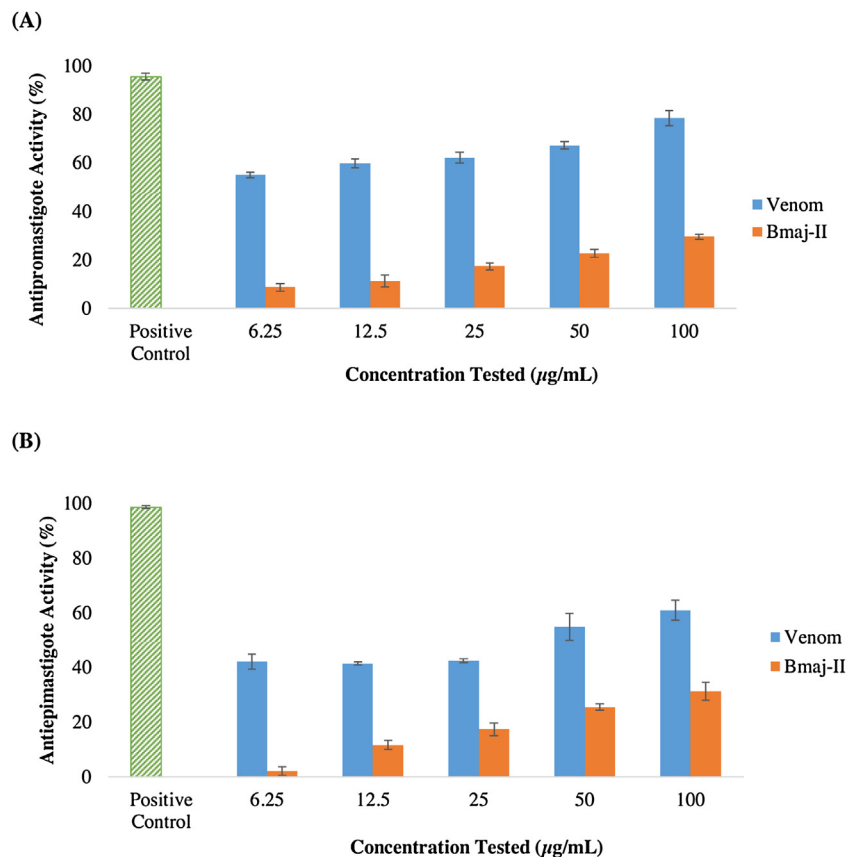 (A)
Antipromastigote Activity (%)
100
80
60
40
20
0
Positive
Control
6.25
12.5
25
50
100
Concentration Tested (µg/mL)
Venom
Bmaj-II
(B)
Antiepimastigote Activity (%)
100
80
60
40
20
0
Positive
Control
6.25
12.5
25
50
100
Concentration Tested (µg/mL)
Venom
Bmaj-II